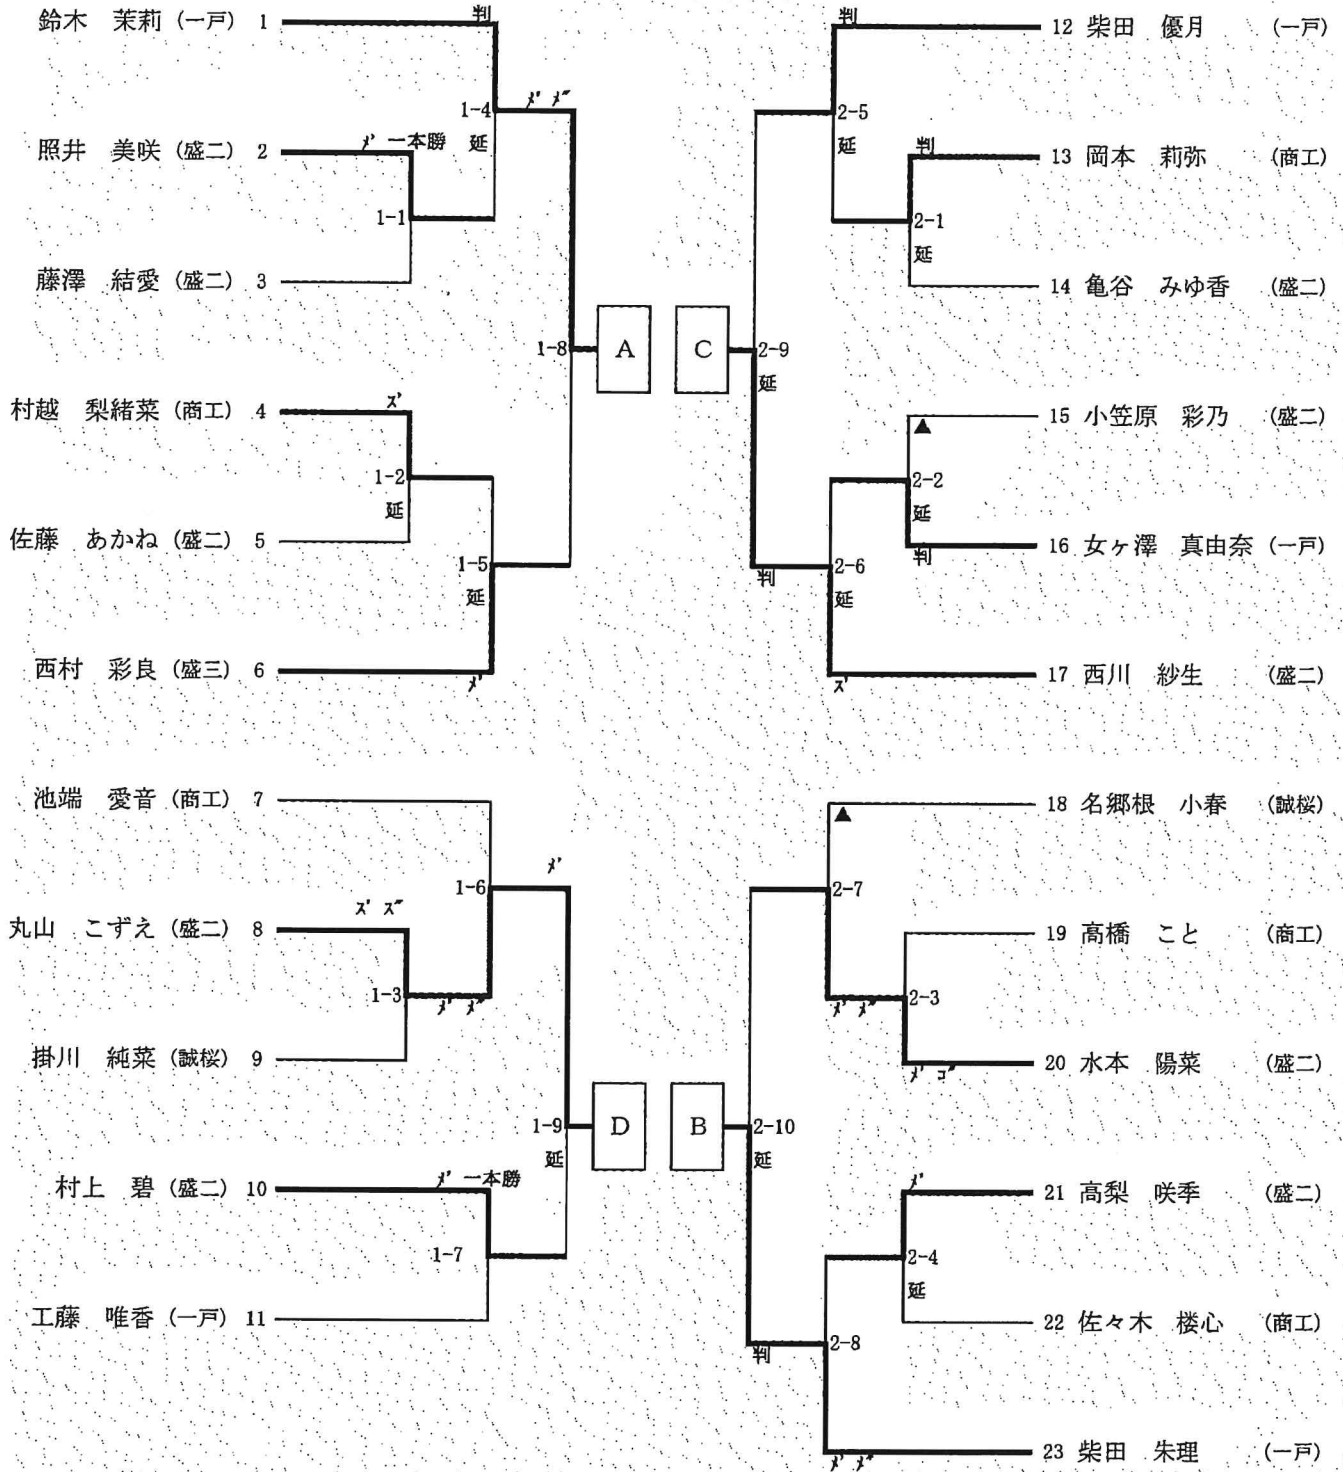 鈴木 茉莉 (一戸) 1
判
1-4
延
メ' メ"
照井 美咲 (盛二) 2
メ' 一本勝
1-1
藤澤 結愛 (盛二) 3
1-8
A
村越 梨緒菜 (商工) 4
ス'
1-2
延
佐藤 あかね (盛二) 5
1-5
延
西村 彩良 (盛三) 6
メ'
池端 愛音 (商工) 7
1-6
メ'
丸山 こずえ (盛二) 8
ズ' ズ"
1-3
メ' メ"
掛川 純菜 (誠桜) 9
1-9
延
D
村上 碧 (盛二) 10
メ' 一本勝
1-7
工藤 唯香 (一戸) 11
判
12 柴田 優月 (一戸)
2-5
延
判
13 岡本 莉弥 (商工)
2-1
延
14 亀谷 みゆ香 (盛二)
C
2-9
延
15 小笠原 彩乃 (盛二)
▲
2-2
延
16 女ヶ澤 真由奈 (一戸)
判
判
2-6
延
17 西川 紗生 (盛二)
ス'
18 名郷根 小春 (誠桜)
▲
2-7
19 高橋 こと (商工)
2-3
メ' メ"
20 水本 陽菜 (盛二)
メ' コ"
B
2-10
延
メ'
21 高梨 咲季 (盛二)
2-4
延
22 佐々木 楼心 (商工)
判
2-8
23 柴田 朱理 (一戸)
メ' メ"